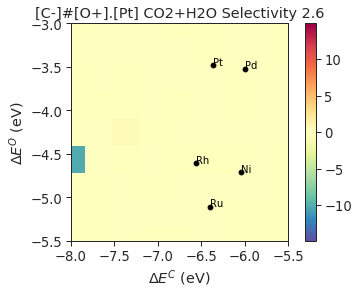 [C-]#[O+].[Pt] CO2+H2O Selectivity 2.6
−3.0
−3.5
−4.0
−4.5
−5.0
−5.5
ΔE^O (eV)
Pt
Pd
Rh
Ni
Ru
−8.0 −7.5 −7.0 −6.5 −6.0 −5.5
ΔE^C (eV)
10
5
0
−5
−10